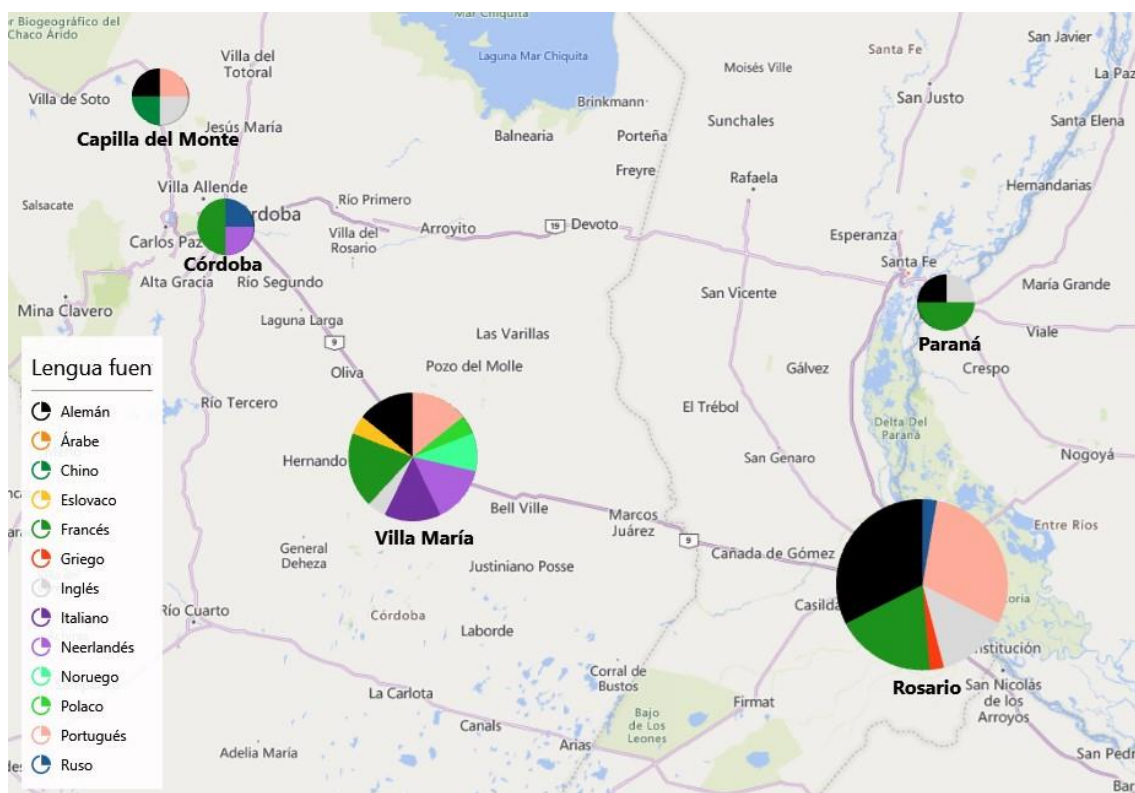 Mar Chiquita
or Biogeográfico del
Chaco Árido
Villa del
Totoral
Laguna Mar Chiquita
Moisés Ville
Santa Fe
San Javier
La Paz
Villa de Soto
Brinkmann
San Justo
Capilla del Monte
Jesús María
Balnearia
Porteña
Sunchales
Santa Elena
Freyre
Rafaela
Hernandarias
Villa Allende
Salsacate
Río Primero
rdoba
Carlos Paz
Villa del
Rosario
Arroyito
19
Devoto
Esperanza
Santa Fe
Córdoba
Alta Gracia
Río Segundo
San Vicente
María Grande
Mina Clavero
Laguna Larga
Las Varillas
Paraná
Viale
9
Oliva
Pozo del Molle
Gálvez
Crespo
Río Tercero
El Trébol
Delta Del
Paraná
Hernando
San Genaro
Nogoyá
Villa María
Bell Ville
Marcos
Juárez
9
Cañada de Gómez
Entre Ríos
General
Deheza
Justiniano Posse
Casilda
oria
Río Cuarto
Córdoba
Laborde
nstitución
Rosario
Corral de
Bustos
San Nicolás
de los
Arroyos
La Carlota
Firmat
Canals
Bajo
de Los
Leones
Adelia María
Arias
San Pedr
Bar
Lengua fuen
Alemán
Árabe
Chino
Eslovaco
Francés
Griego
Inglés
Italiano
Neerlandés
Noruego
Polaco
Portugués
Ruso